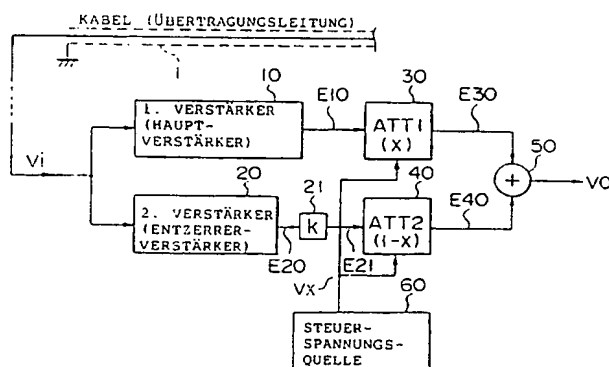 KABEL (ÜBERTRAGUNGSLEITUNG)
1
10
30
1. VERSTÄRKER
(HAUPT-
VERSTÄRKER)
E10
ATT1
(X)
E30
50
Vi
+
VO
20
21
40
2. VERSTÄRKER
(ENTZERRER-
VERSTÄRKER)
k
ATT2
(1-X)
E40
E20
E21
VX
60
STEUER-
SPANNUNGS-
QUELLE